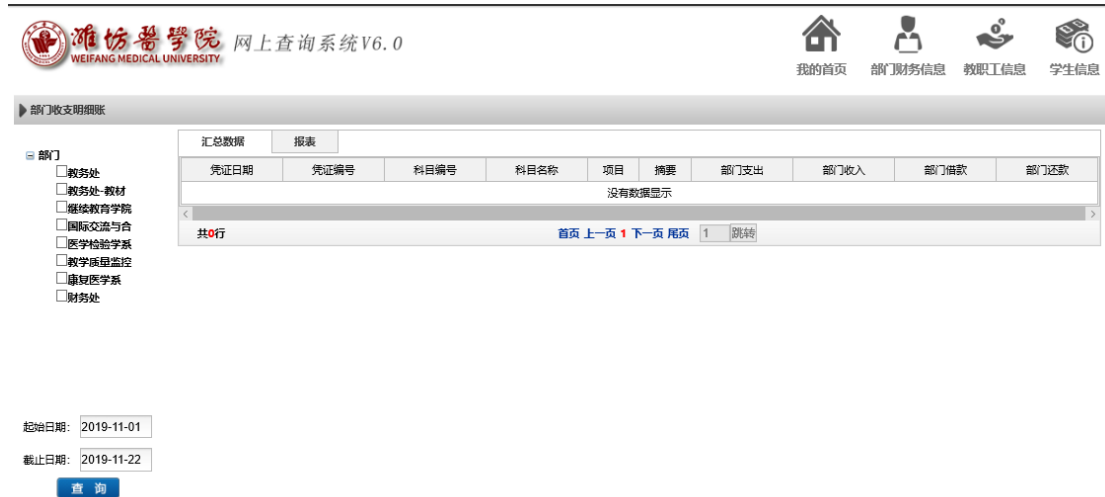 濰坊醫學院 网上查询系统V6.0
WEIFANG MEDICAL UNIVERSITY
我的首页 部门财务信息 教职工信息 学生信息
部门收支明细账
部门
教务处
教务处-教材
继续教育学院
国际交流与合
医学检验学系
教学质量监控
康复医学系
财务处
汇总数据 报表
凭证日期 凭证编号 科目编号 科目名称 项目 摘要 部门支出 部门收入 部门借款 部门还款
没有数据显示
共0行 首页 上一页 1 下一页 尾页 1 跳转
起始日期: 2019-11-01
截止日期: 2019-11-22
查 询